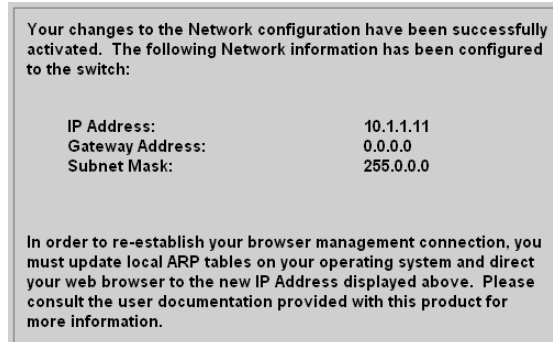 Your changes to the Network configuration have been successfully
activated. The following Network information has been configured
to the switch:
IP Address: 10.1.1.11
Gateway Address: 0.0.0.0
Subnet Mask: 255.0.0.0
In order to re-establish your browser management connection, you
must update local ARP tables on your operating system and direct
your web browser to the new IP Address displayed above. Please
consult the user documentation provided with this product for
more information.